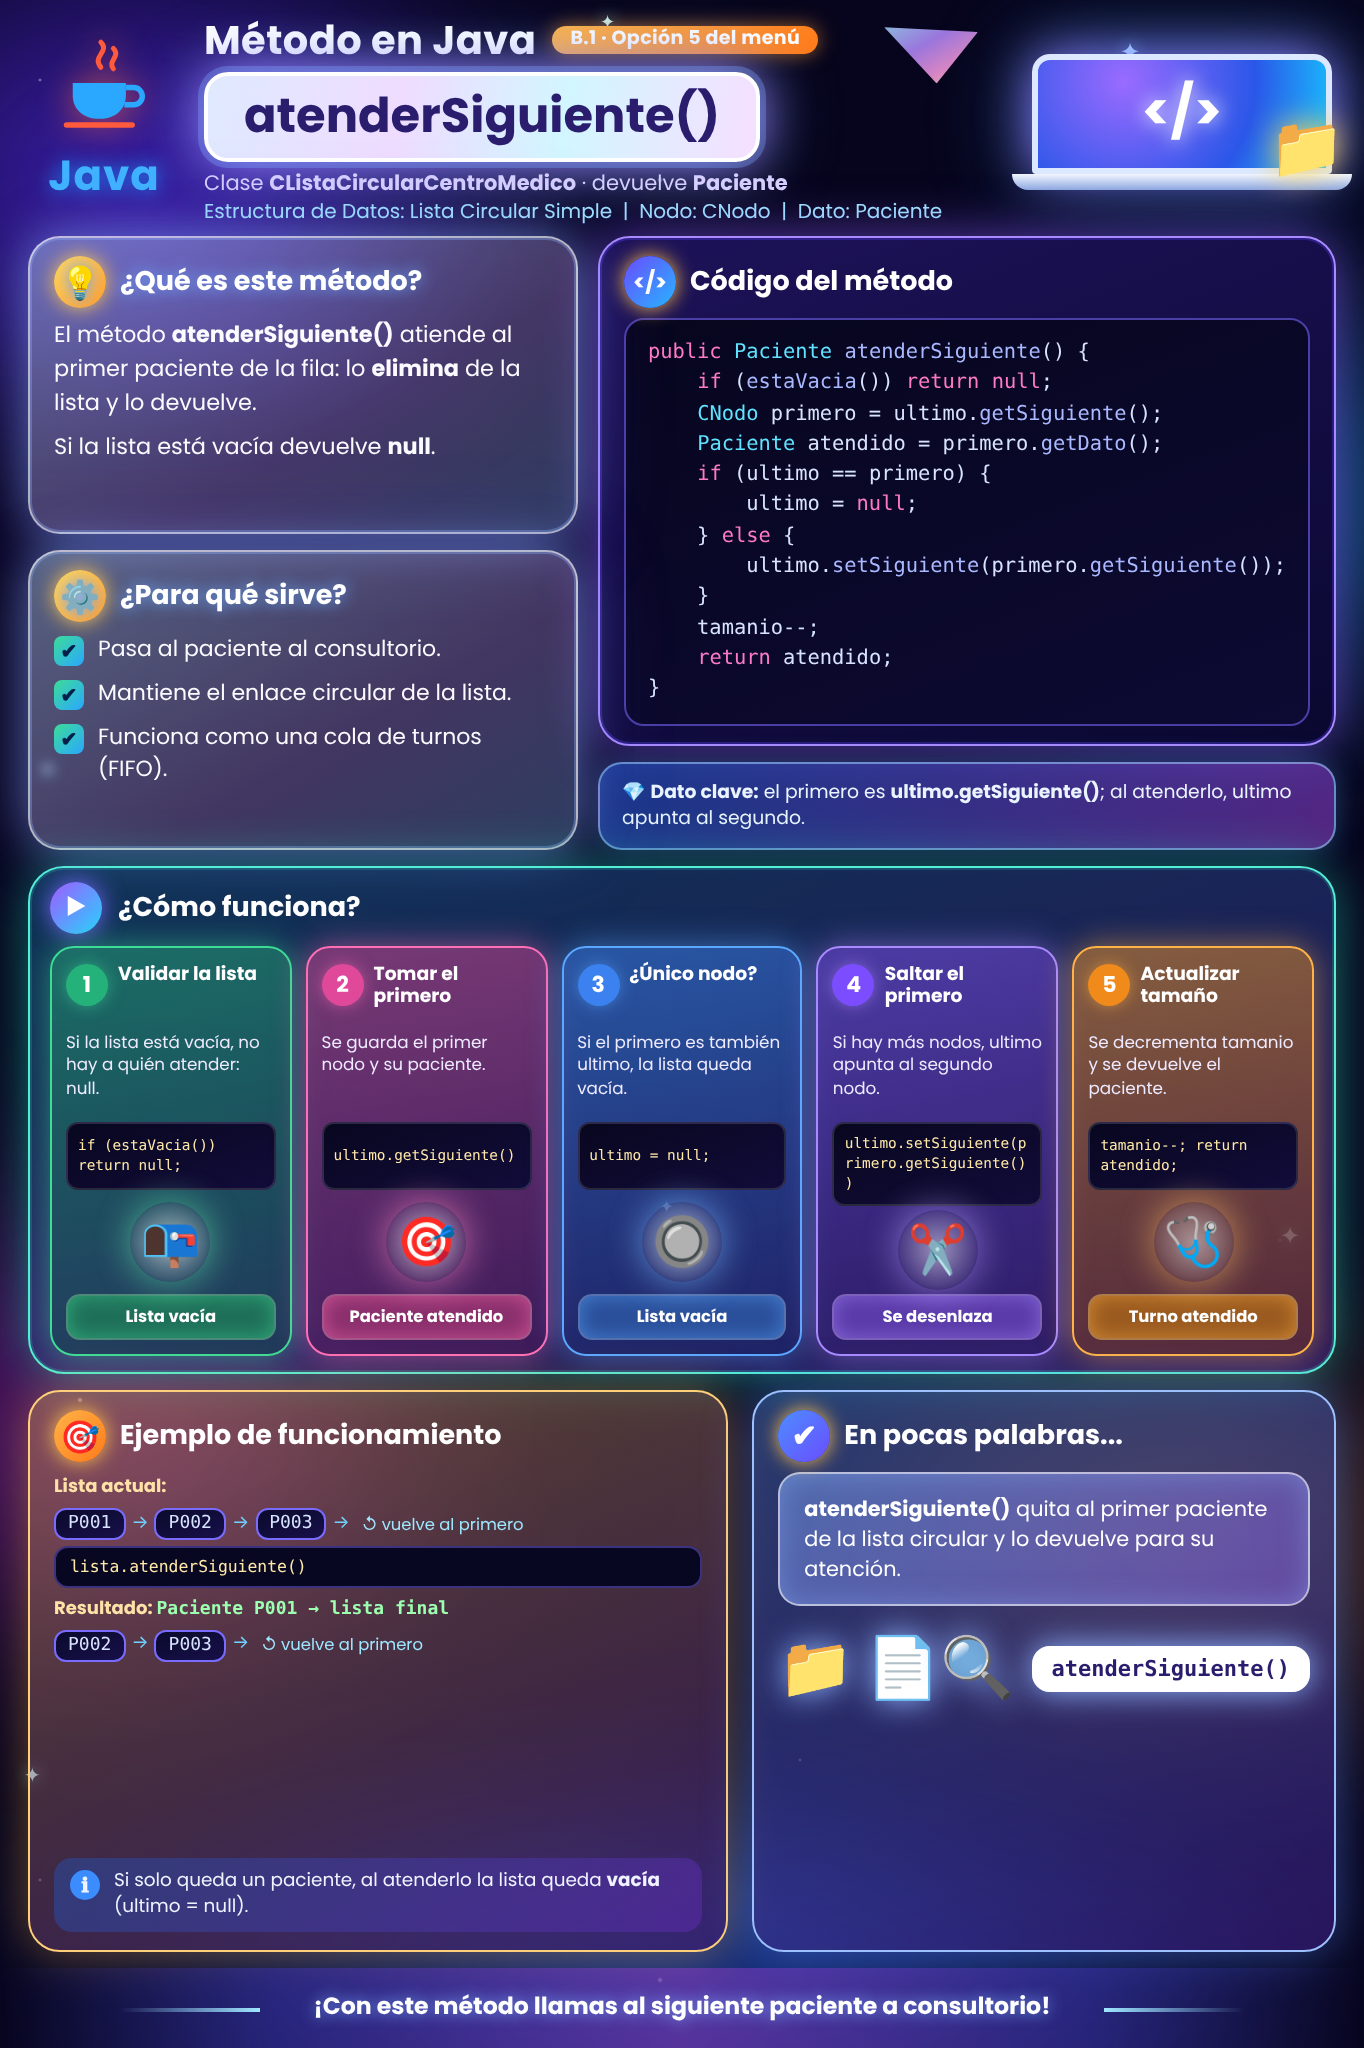 Método en Java
B.1 · Opción 5 del menú
atenderSiguiente()
Java
Clase CListaCircularCentroMedico · devuelve Paciente
Estructura de Datos: Lista Circular Simple | Nodo: CNodo | Dato: Paciente
</>
¿Qué es este método?
El método atenderSiguiente() atiende al
primer paciente de la fila: lo elimina de la
lista y lo devuelve.
Si la lista está vacía devuelve null.
¿Para qué sirve?
✔ Pasa al paciente al consultorio.
✔ Mantiene el enlace circular de la lista.
✔ Funciona como una cola de turnos
(FIFO).
</> Código del método
public Paciente atenderSiguiente() {
    if (estaVacia()) return null;
    CNodo primero = ultimo.getSiguiente();
    Paciente atendido = primero.getDato();
    if (ultimo == primero) {
        ultimo = null;
    } else {
        ultimo.setSiguiente(primero.getSiguiente());
    }
    tamanio--;
    return atendido;
}
💎 Dato clave: el primero es ultimo.getSiguiente(); al atenderlo, ultimo
apunta al segundo.
¿Cómo funciona?
1 Validar la lista
Si la lista está vacía, no
hay a quién atender:
null.
if (estaVacia())
return null;
Lista vacía
2 Tomar el
primero
Se guarda el primer
nodo y su paciente.
ultimo.getSiguiente()
Paciente atendido
3 ¿Único nodo?
Si el primero es también
ultimo, la lista queda
vacía.
ultimo = null;
Lista vacía
4 Saltar el
primero
Si hay más nodos, ultimo
apunta al segundo
nodo.
ultimo.setSiguiente(p
rimero.getSiguiente()
)
Se desenlaza
5 Actualizar
tamaño
Se decrementa tamanio
y se devuelve el
paciente.
tamanio--; return
atendido;
Turno atendido
Ejemplo de funcionamiento
Lista actual:
P001 → P002 → P003 → ↺ vuelve al primero
lista.atenderSiguiente()
Resultado: Paciente P001 → lista final
P002 → P003 → ↺ vuelve al primero
ℹ Si solo queda un paciente, al atenderlo la lista queda vacía
(ultimo = null).
✔ En pocas palabras...
atenderSiguiente() quita al primer paciente
de la lista circular y lo devuelve para su
atención.
atenderSiguiente()
¡Con este método llamas al siguiente paciente a consultorio!